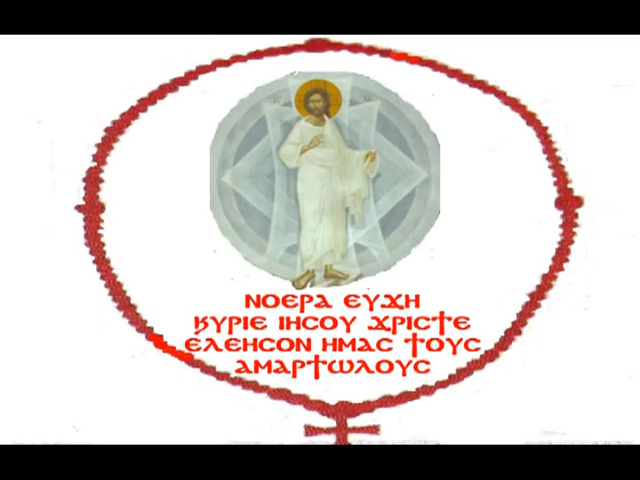 ΝΟΕΡΑ ΕΥΧΗ
ΚΥΡΙΕ ΙΗΣΟΥ ΧΡΙΣΤΕ
ΕΛΕΗΣΟΝ ΗΜΑΣ ΤΟΥΣ
ΑΜΑΡΤΩΛΟΥΣ